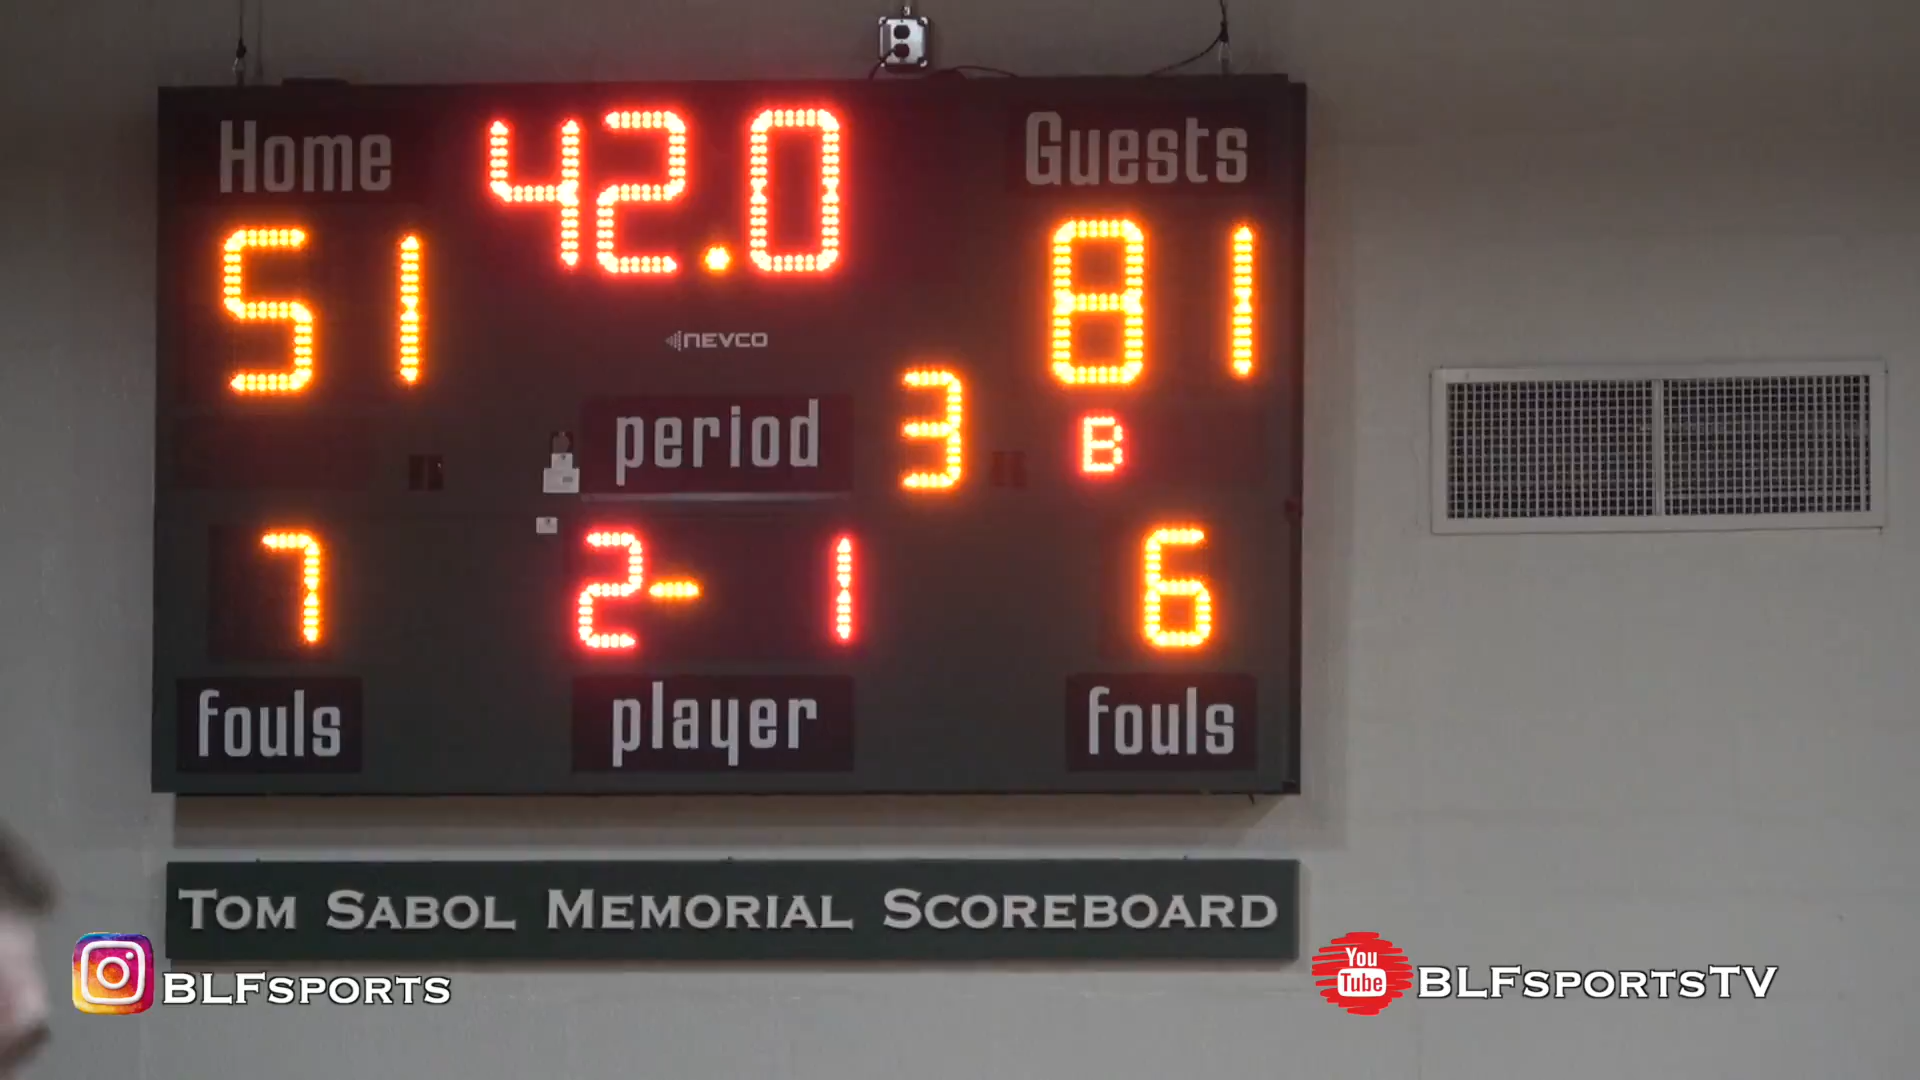 Home 42.0 Guests
51 81
NEVCO
period 3 B
7 2- 1 6
fouls player fouls
TOM SABOL MEMORIAL SCOREBOARD
BLFSPORTS
You Tube BLFSPORTSTV